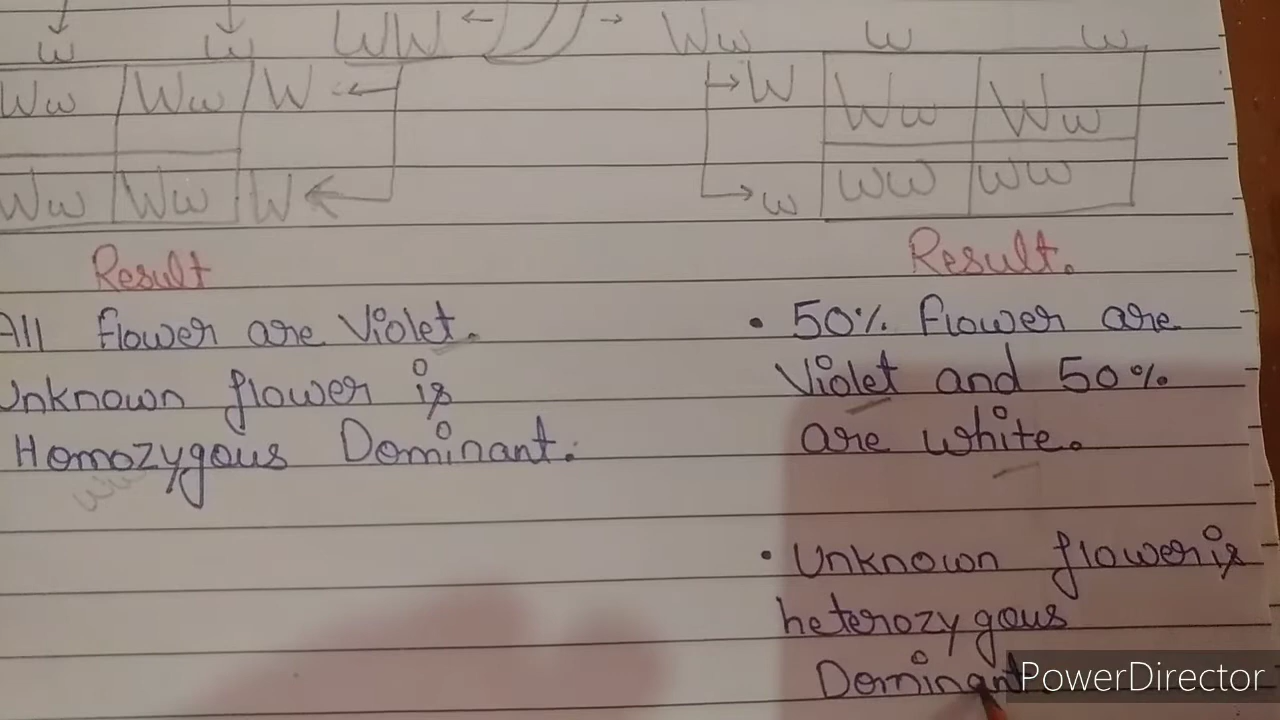 w w WW Ww w w
Ww Ww W W Ww Ww
Ww Ww W w ww ww
Result
All flower are Violet.
Unknown flower is
Homozygous Dominant.
Result.
• 50% flower are
Violet and 50%
are white.
• Unknown flower is
heterozygous
Dominant
PowerDirector